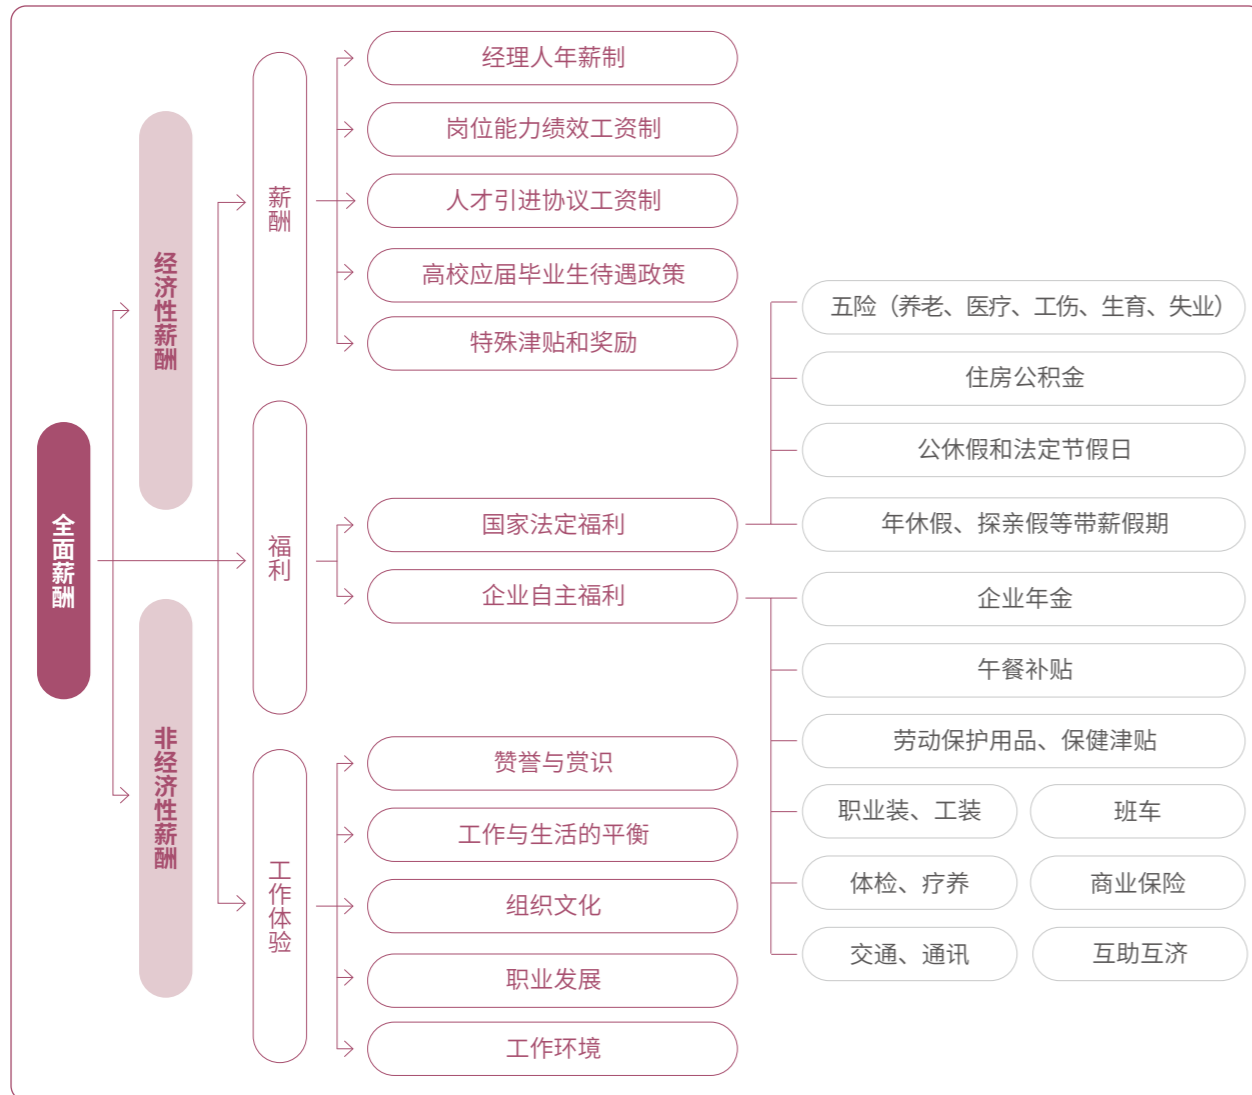 全面薪酬
经济性薪酬
非经济性薪酬
薪酬
经理人年薪制
岗位能力绩效工资制
人才引进协议工资制
高校应届毕业生待遇政策
特殊津贴和奖励
福利
国家法定福利
五险（养老、医疗、工伤、生育、失业）
住房公积金
公休假和法定节假日
年休假、探亲假等带薪假期
企业自主福利
企业年金
午餐补贴
劳动保护用品、保健津贴
职业装、工装
班车
体检、疗养
商业保险
交通、通讯
互助互济
工作体验
赞誉与赏识
工作与生活的平衡
组织文化
职业发展
工作环境